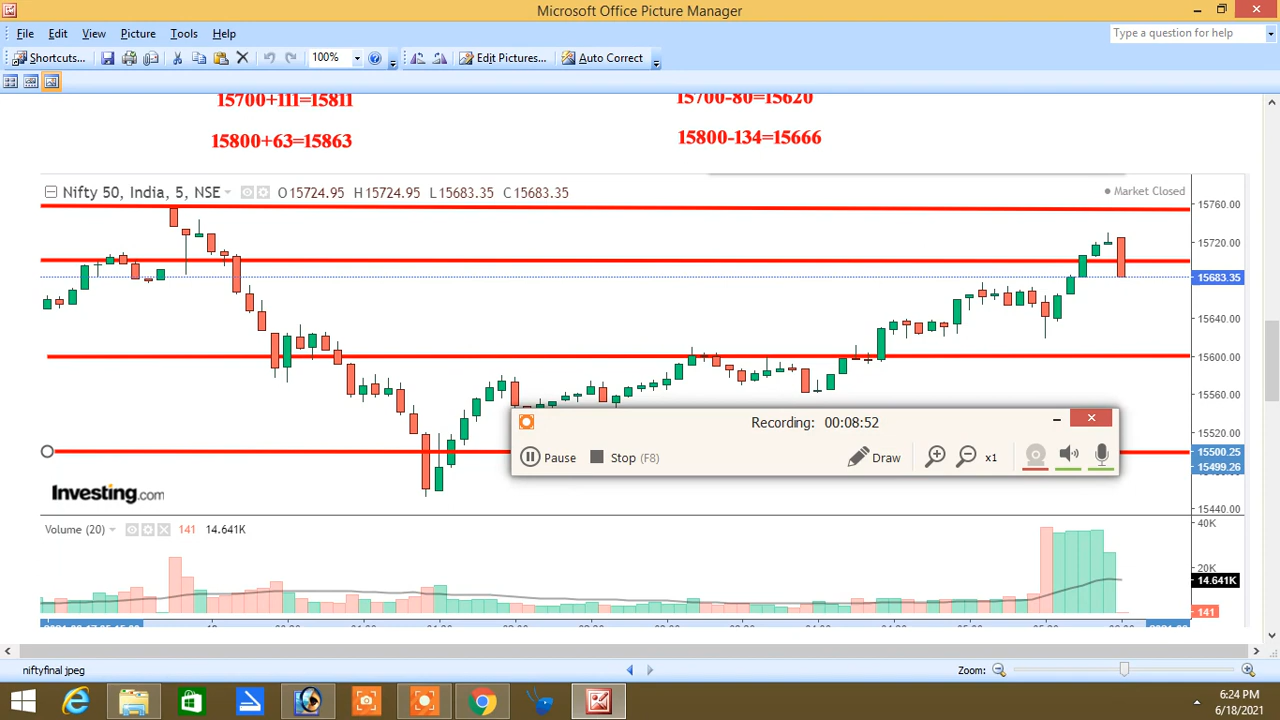 Microsoft Office Picture Manager
File Edit View Picture Tools Help
Type a question for help
Shortcuts... 100% Edit Pictures... Auto Correct
15700+111=15811
15700-80=15620
15800+63=15863
15800-134=15666
Nifty 50, India, 5, NSE O15724.95 H15724.95 L15683.35 C15683.35
Market Closed
15760.00
15720.00
15683.35
15640.00
15600.00
15560.00
15520.00
15500.25
15499.26
15440.00
Recording: 00:08:52
Pause Stop (F8) Draw x1
Investing.com
Volume (20) 141 14.641K
40K
20K
14.641K
141
niftyfinal jpeg
Zoom:
6:24 PM
6/18/2021